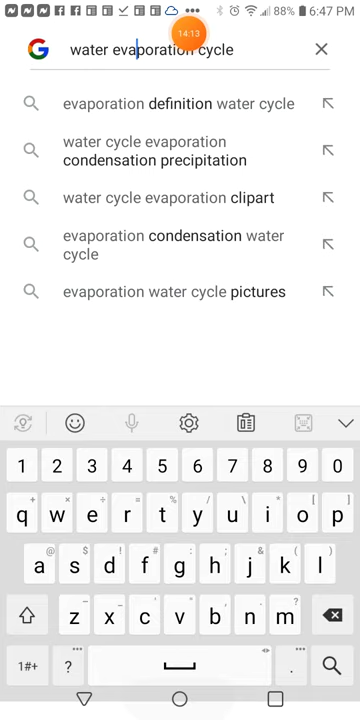 88% 6:47 PM
14:13
water evaporation cycle
evaporation definition water cycle
water cycle evaporation
condensation precipitation
water cycle evaporation clipart
evaporation condensation water
cycle
evaporation water cycle pictures
1 2 3 4 5 6 7 8 9 0
+ × ÷ = % / \ * [ ]
q w e r t y u i o p
@ $ ! # : ; & ( )
a s d f g h j k l
- _ ' " , ?
z x c v b n m
1#+ ? .